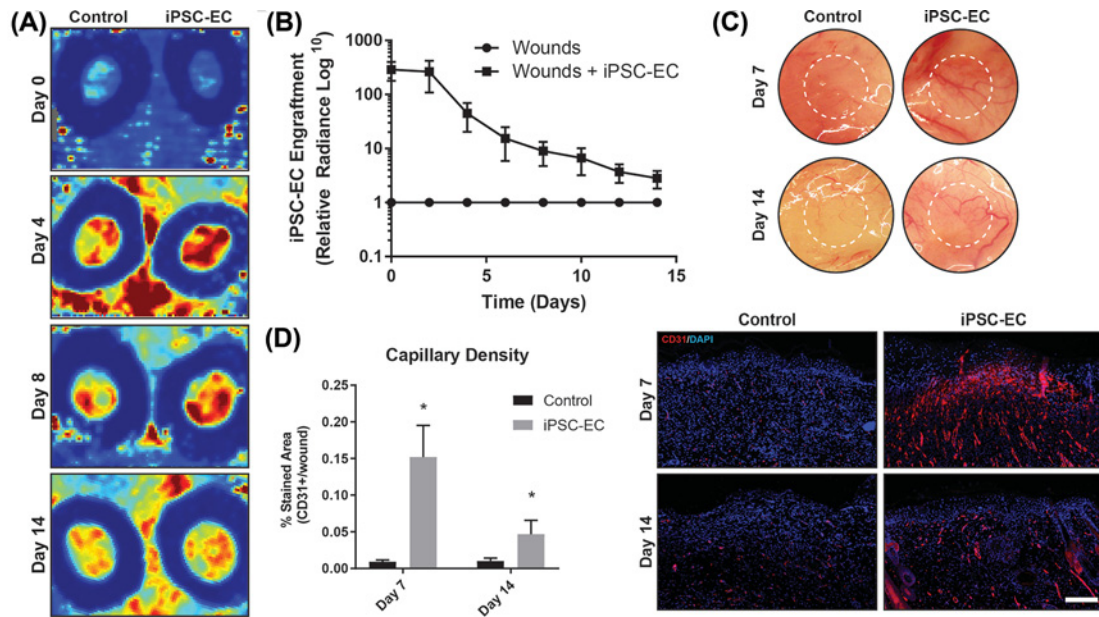 (A)
Control
iPSC-EC
Day 0
Day 4
Day 8
Day 14
(B)
iPSC-EC Engraftment
(Relative Radiance Log 10)
1000
100
10
1
0.1
0
5
10
15
Time (Days)
Wounds
Wounds + iPSC-EC
(C)
iPSC-EC
Day 7
Day 14
(D)
Capillary Density
% Stained Area
(CD31+/wound)
0.25
0.20
0.15
0.10
0.05
0.00
Control
iPSC-EC
*
*
Day 7
Day 14
Control
iPSC-EC
CD31/DAPI
Day 7
Day 14